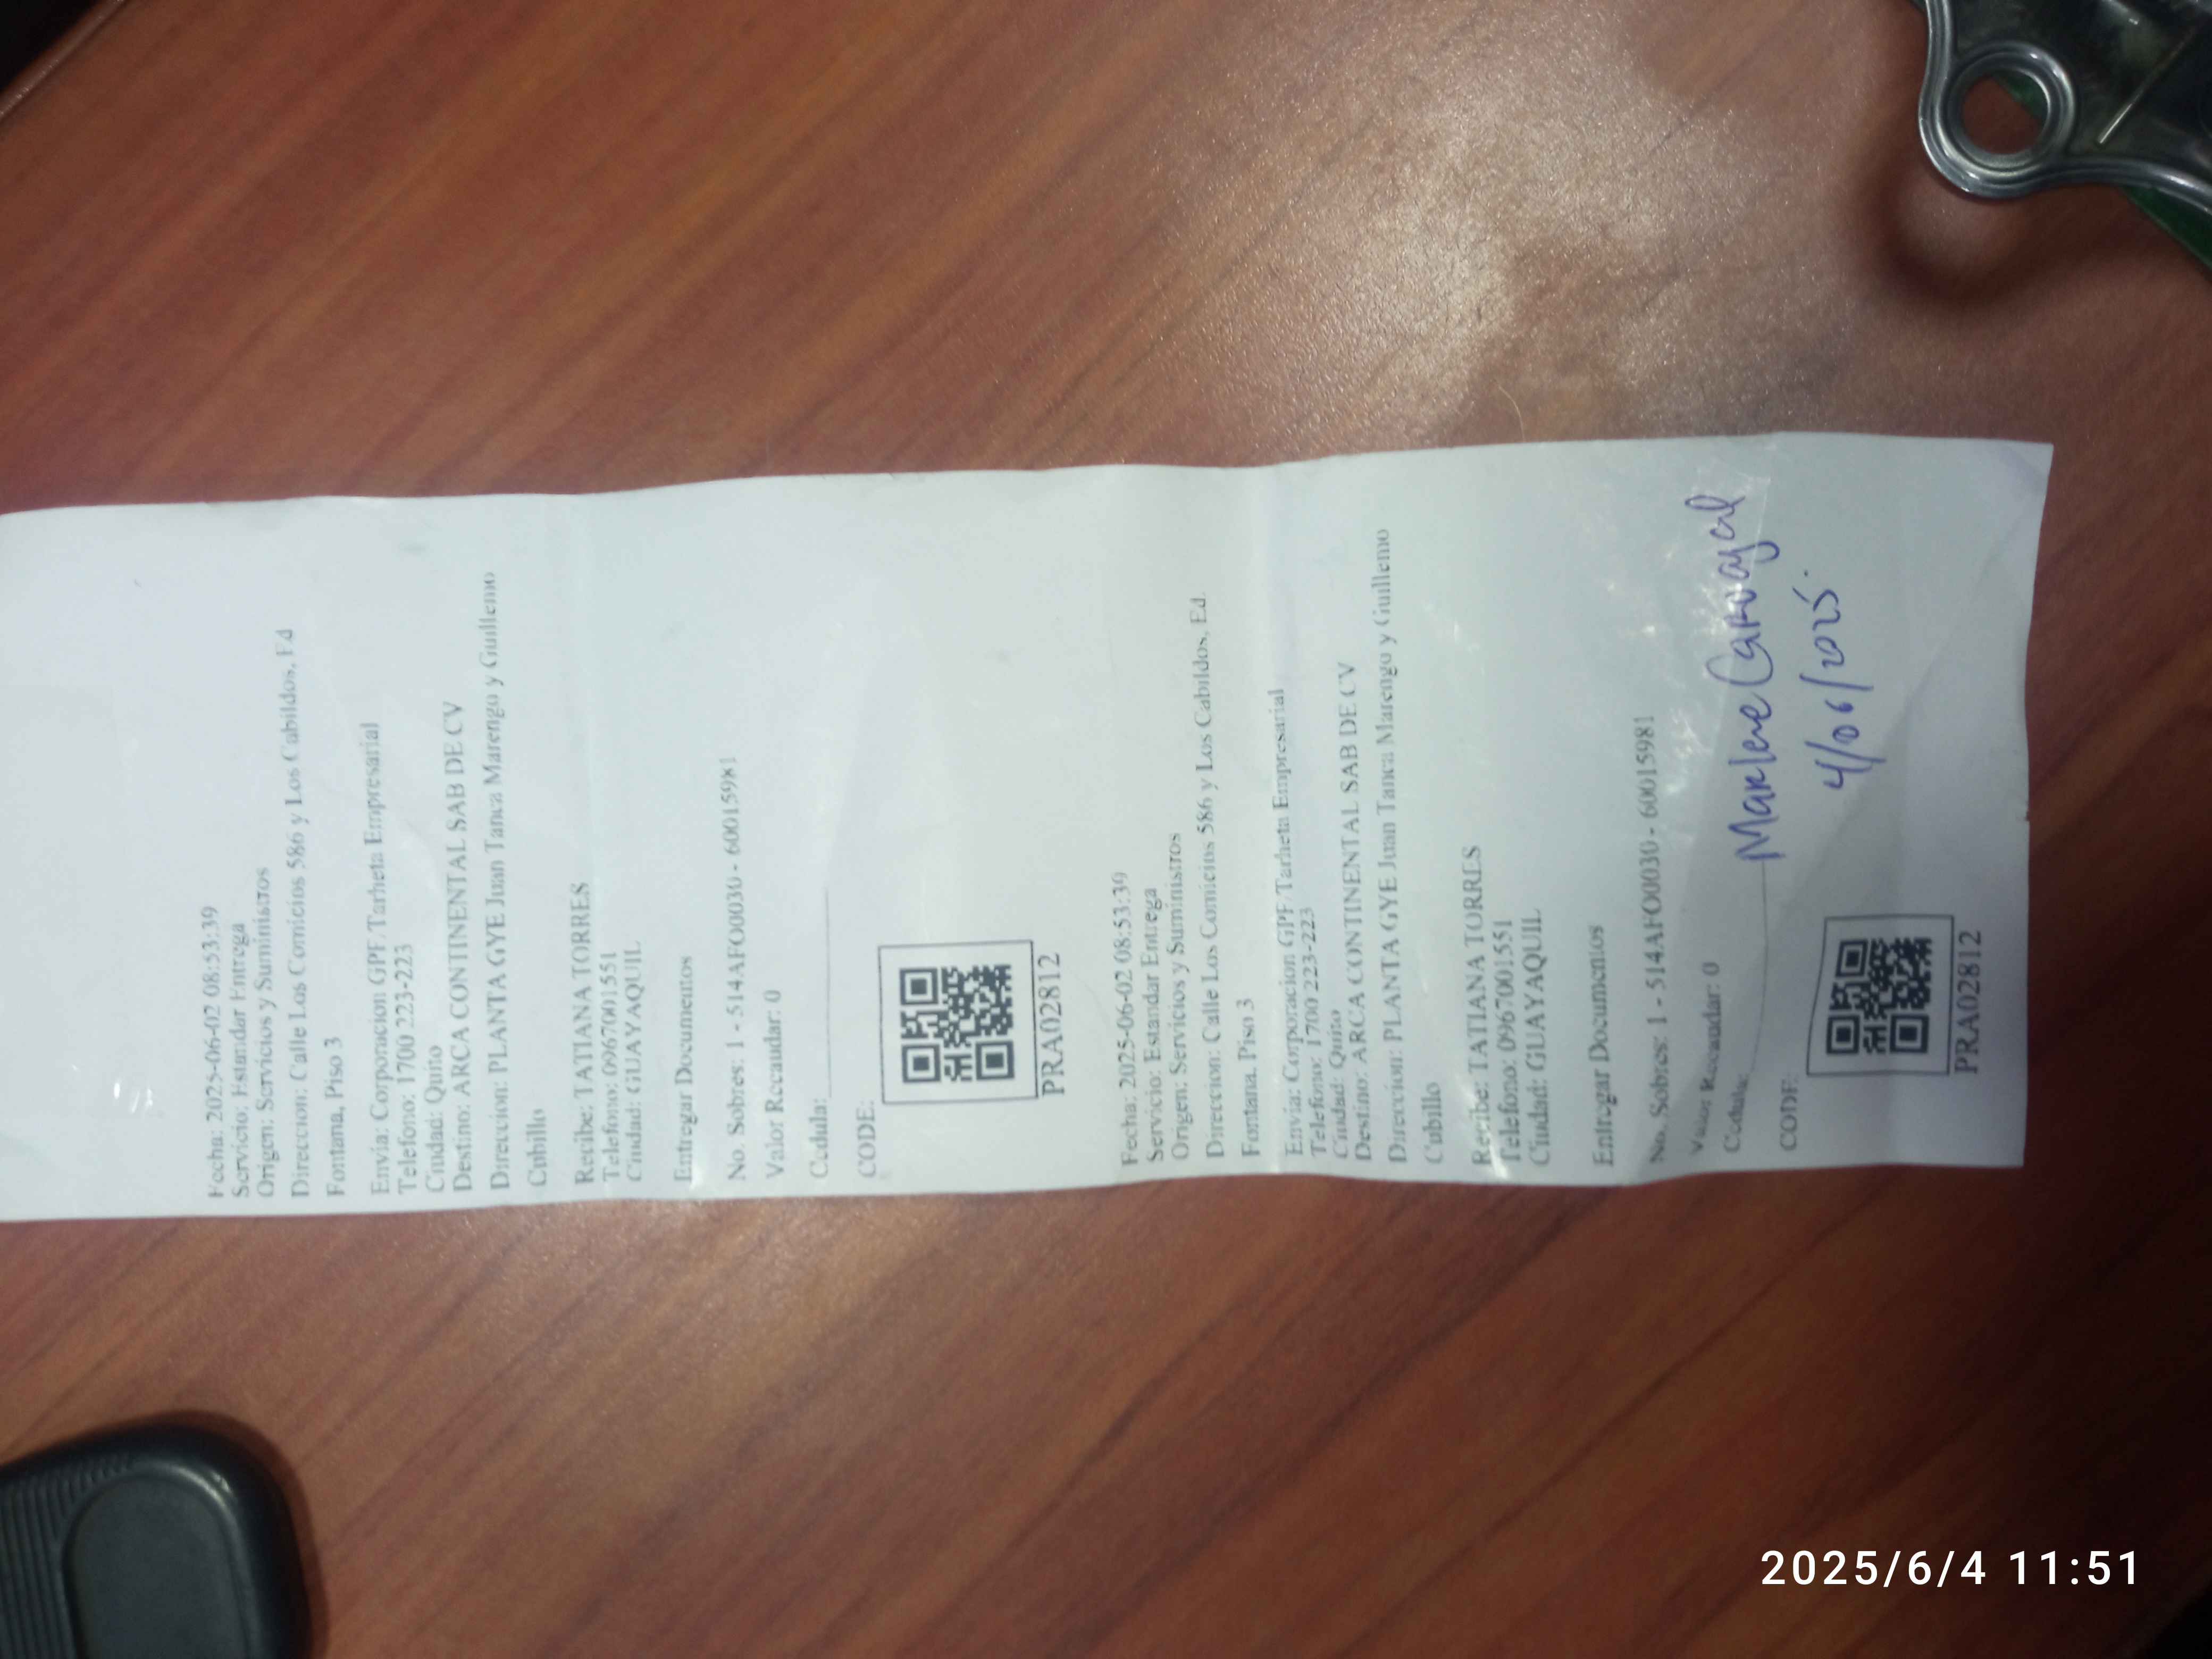 Fecha: 2025-06-02 08:53:39
Servicio: Estandar Entrega
Origen: Servicios y Suministros
Direccion: Calle Los Comicios 586 y Los Cabildos, Ed
Fontana, Piso 3
Envia: Corporacion GPF Tarheta Empresarial
Telefono: 1700 223-223
Ciudad: Quito
Destino: ARCA CONTINENTAL SAB DE CV
Direccion: PLANTA GYE Juan Tanca Marengo y Guillemo
Cubillo
Recibe: TATIANA TORRES
Telefono: 0967001551
Ciudad: GUAYAQUIL
Entregar Documentos
No. Sobres: 1 - 514AFO0030 - 60015981
Valor Recaudar: 0
Cedula:
CODE:
PRA02812
Fecha: 2025-06-02 08:53:39
Servicio: Estandar Entrega
Origen: Servicios y Suministros
Direccion: Calle Los Comicios 586 y Los Cabildos, Ed.
Fontana, Piso 3
Envia: Corporacion GPF Tarheta Empresarial
Telefono: 1700 223-223
Ciudad: Quito
Destino: ARCA CONTINENTAL SAB DE CV
Direccion: PLANTA GYE Juan Tanca Marengo y Guillemo
Cubillo
Recibe: TATIANA TORRES
Telefono: 0967001551
Ciudad: GUAYAQUIL
Entregar Documentos
No. Sobres: 1 - 514AFO0030 - 60015981
Valor Recaudar: 0
Cedula: Marlene Carvajal
4/06/2025.
CODE:
PRA02812
2025/6/4 11:51